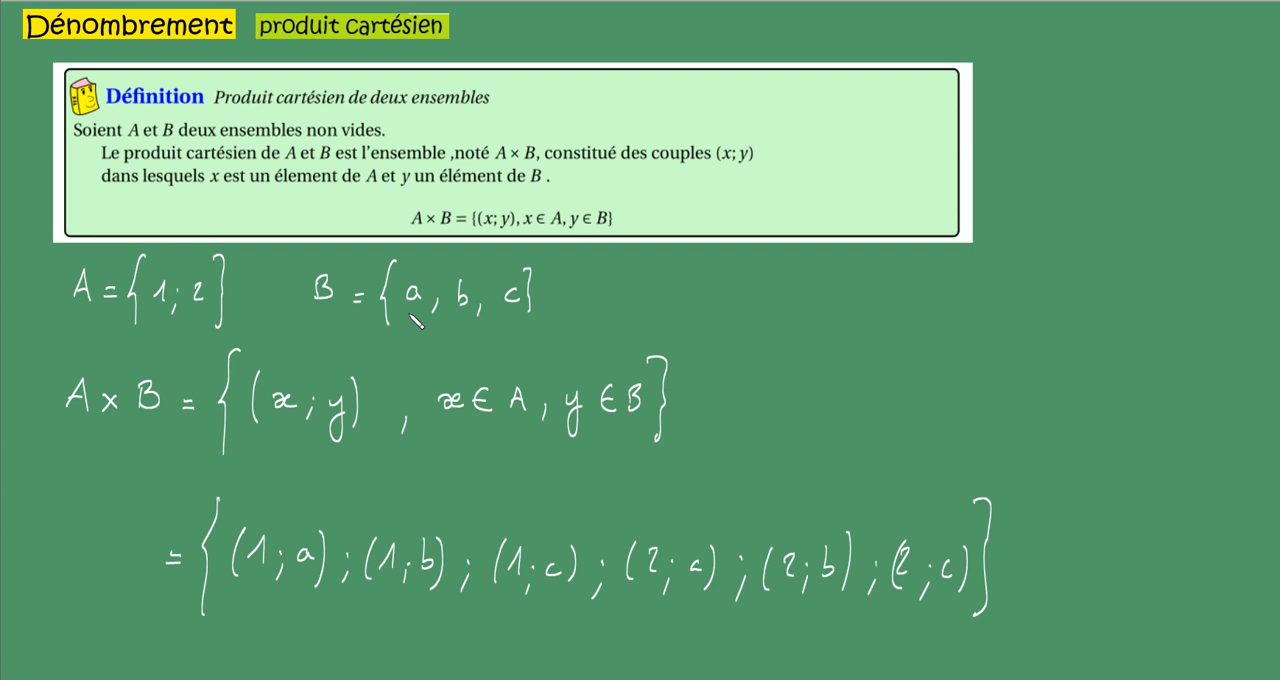 Dénombrement produit cartésien
Définition Produit cartésien de deux ensembles
Soient A et B deux ensembles non vides.
Le produit cartésien de A et B est l'ensemble ,noté A × B, constitué des couples (x; y)
dans lesquels x est un élement de A et y un élément de B .
A × B = {(x; y), x ∈ A, y ∈ B}
A = {1; 2} B = {a, b, c}
A × B = {(x; y) , x ∈ A, y ∈ B}
= {(1; a); (1; b); (1; c); (2; a); (2; b); (2; c)}